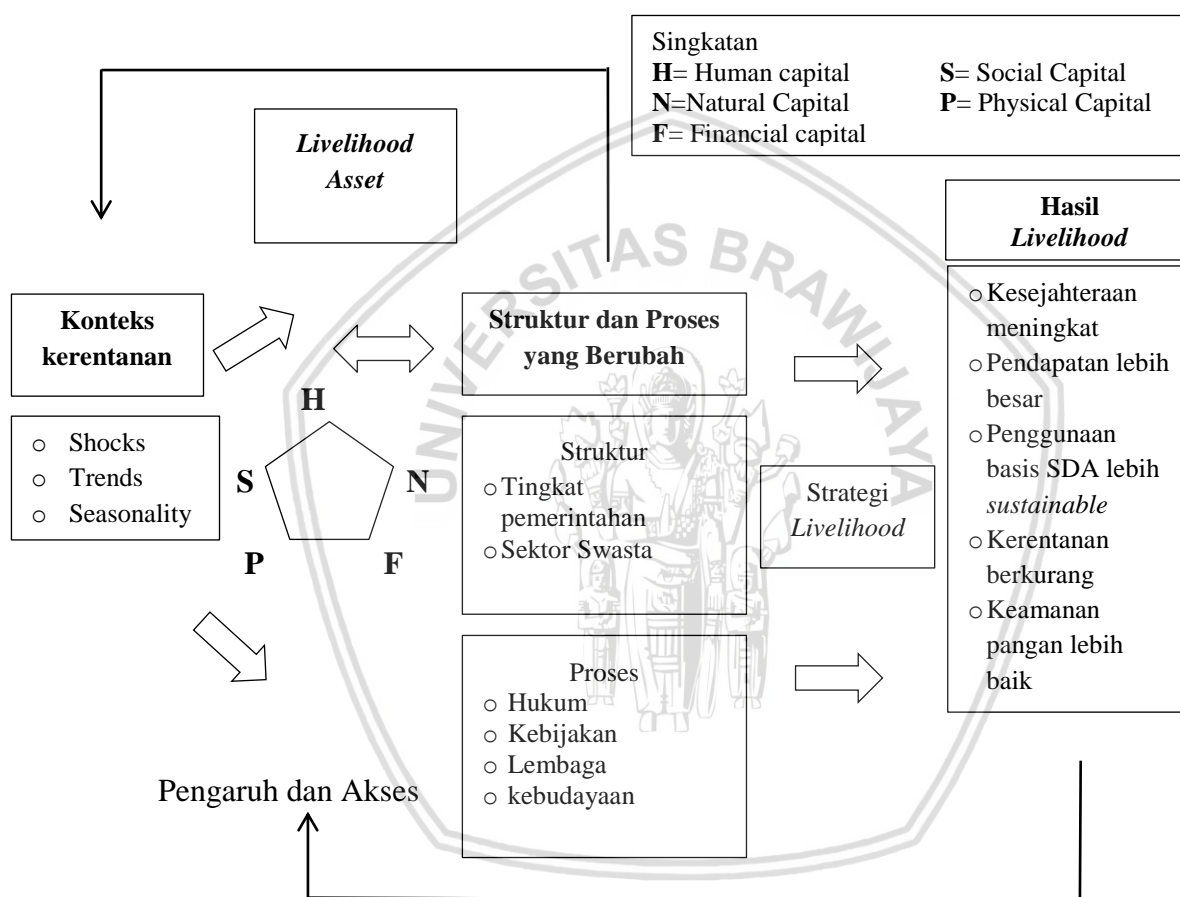 Singkatan
H= Human capital S= Social Capital
N=Natural Capital P= Physical Capital
F= Financial capital
Livelihood
Asset
Hasil
Livelihood
UNIVERSITAS BRAWIJAYA
Konteks
kerentanan
Struktur dan Proses
yang Berubah
○ Kesejahteraan
meningkat
○ Pendapatan lebih
besar
○ Penggunaan
basis SDA lebih
sustainable
○ Kerentanan
berkurang
○ Keamanan
pangan lebih
baik
○ Shocks
○ Trends
○ Seasonality
H
S
N
P
F
Struktur
○ Tingkat
pemerintahan
○ Sektor Swasta
Strategi
Livelihood
Proses
○ Hukum
○ Kebijakan
○ Lembaga
○ kebudayaan
Pengaruh dan Akses